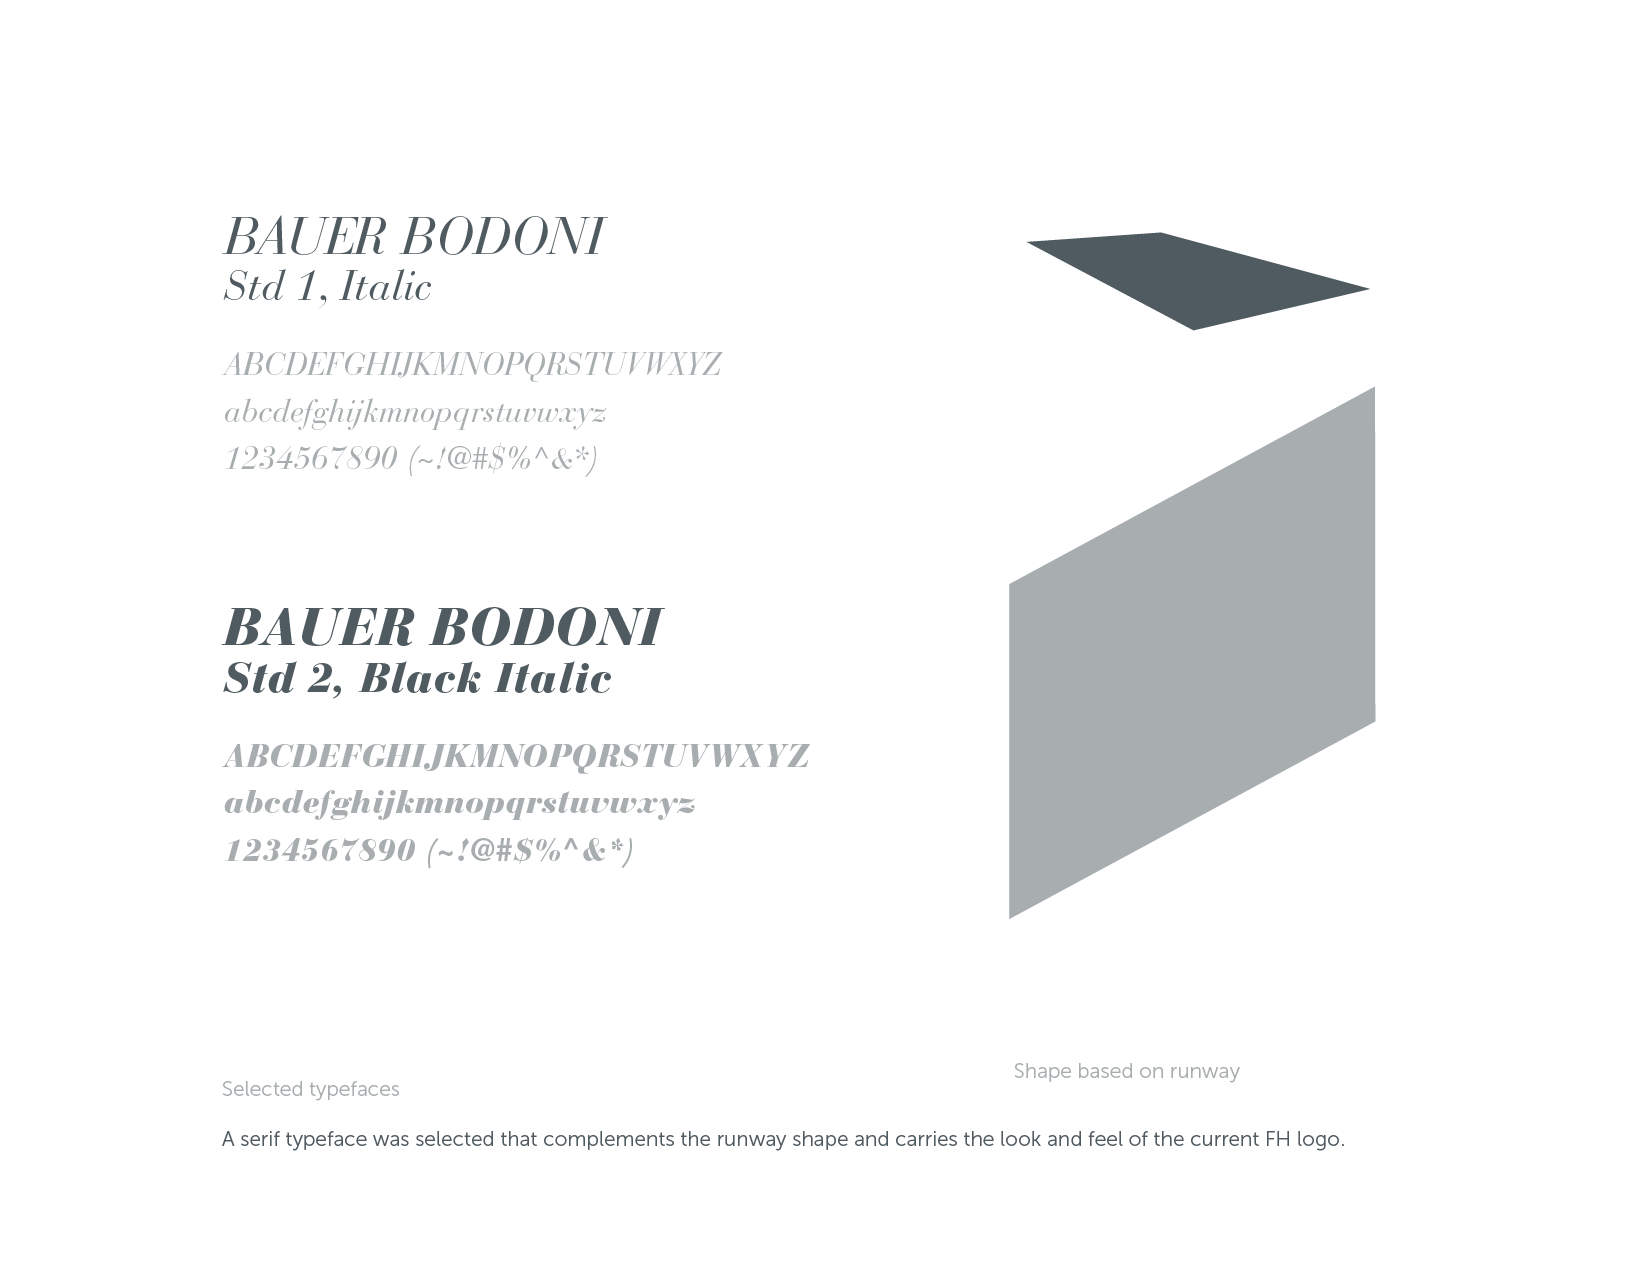 BAUER BODONI
Std 1, Italic
ABCDEFGHIJKMNOPQRSTUVWXYZ
abcdefghijkmnopqrstuvwxyz
1234567890 (~!@#$%^&*)
BAUER BODONI
Std 2, Black Italic
ABCDEFGHIJKMNOPQRSTUVWXYZ
abcdefghijkmnopqrstuvwxyz
1234567890 (~!@#$%^&*)
Shape based on runway
Selected typefaces
A serif typeface was selected that complements the runway shape and carries the look and feel of the current FH logo.